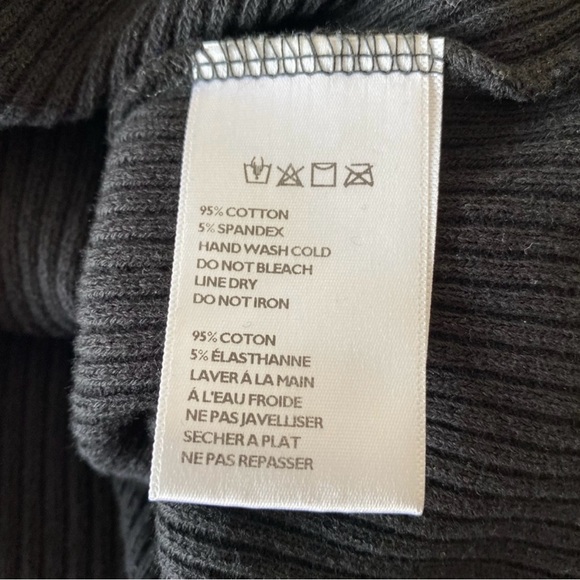 95% COTTON
5% SPANDEX
HAND WASH COLD
DO NOT BLEACH
LINE DRY
DO NOT IRON
95% COTON
5% ÉLASTHANNE
LAVER Á LA MAIN
Á L'EAU FROIDE
NE PAS JAVELLISER
SECHER A PLAT
NE PAS REPASSER